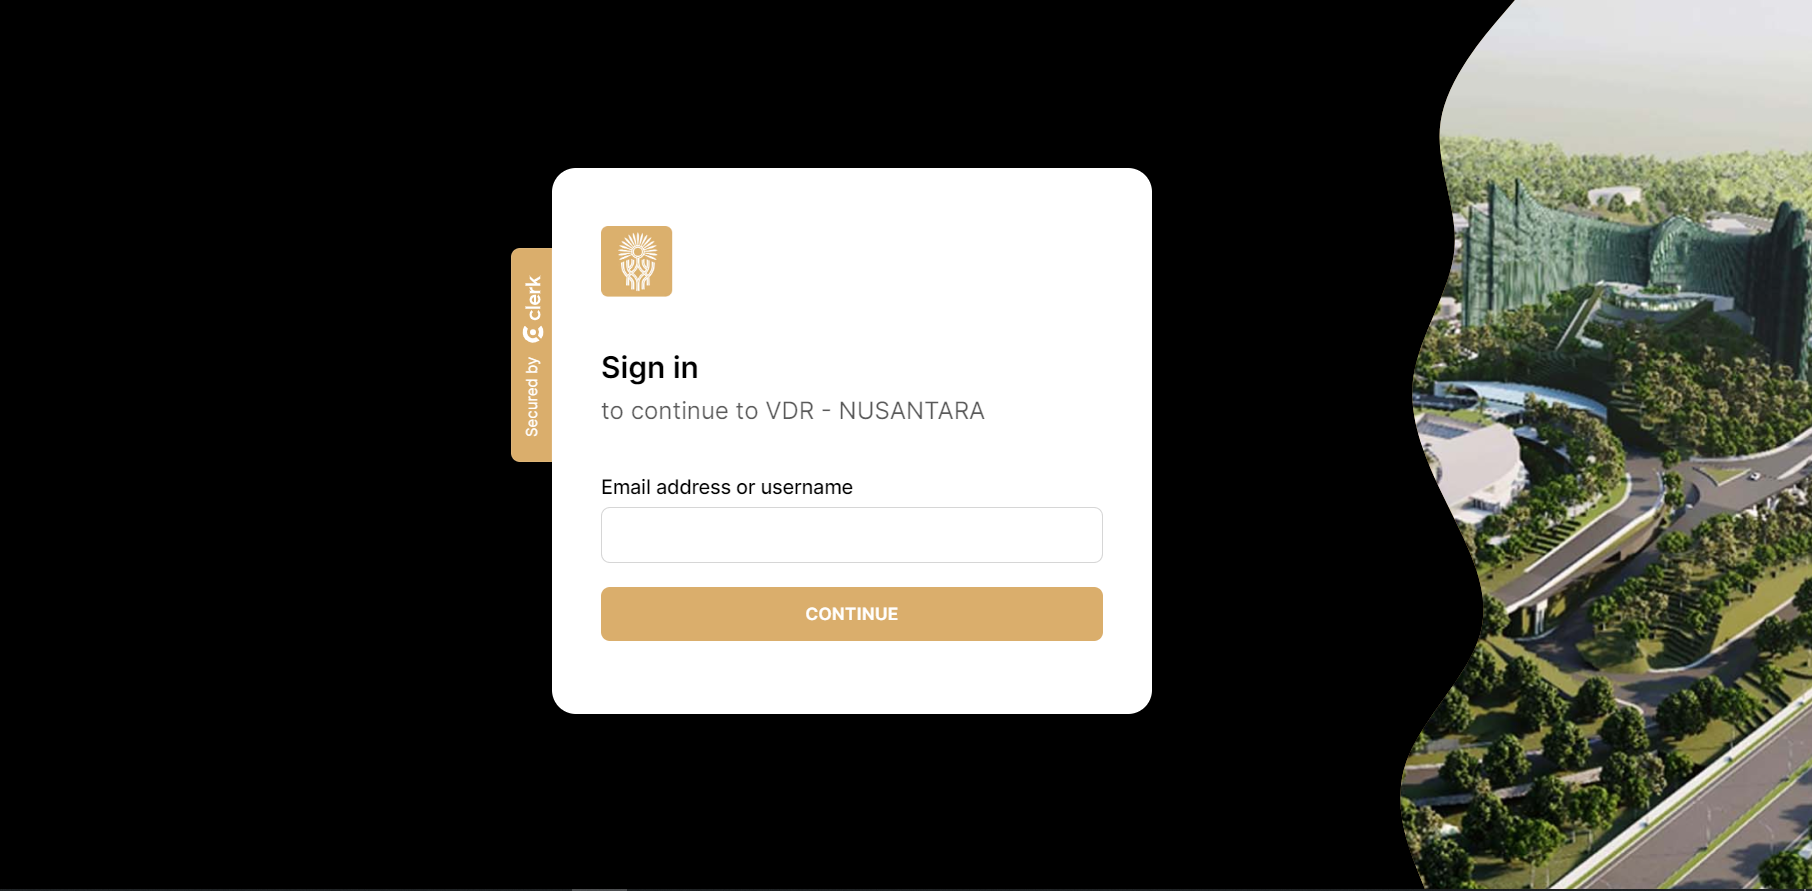 Secured by clerk
Sign in
to continue to VDR - NUSANTARA
Email address or username
CONTINUE